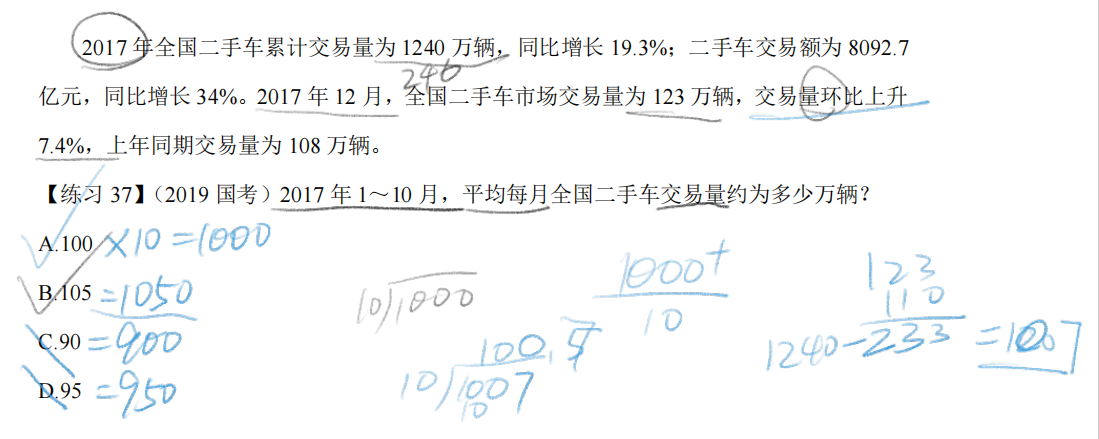 2017年全国二手车累计交易量为 1240 万辆，同比增长 19.3%；二手车交易额为 8092.7
246
亿元，同比增长 34%。2017 年 12 月，全国二手车市场交易量为 123 万辆，交易量环比上升
7.4%，上年同期交易量为 108 万辆。
【练习 37】（2019 国考）2017 年 1～10 月，平均每月全国二手车交易量约为多少万辆？
A.100 ×10=1000
B.105 =1050
C.90 =900
D.95 =950
10)1000
1000+
10
100.7
10)1007
10
123
110
1240-233=1007